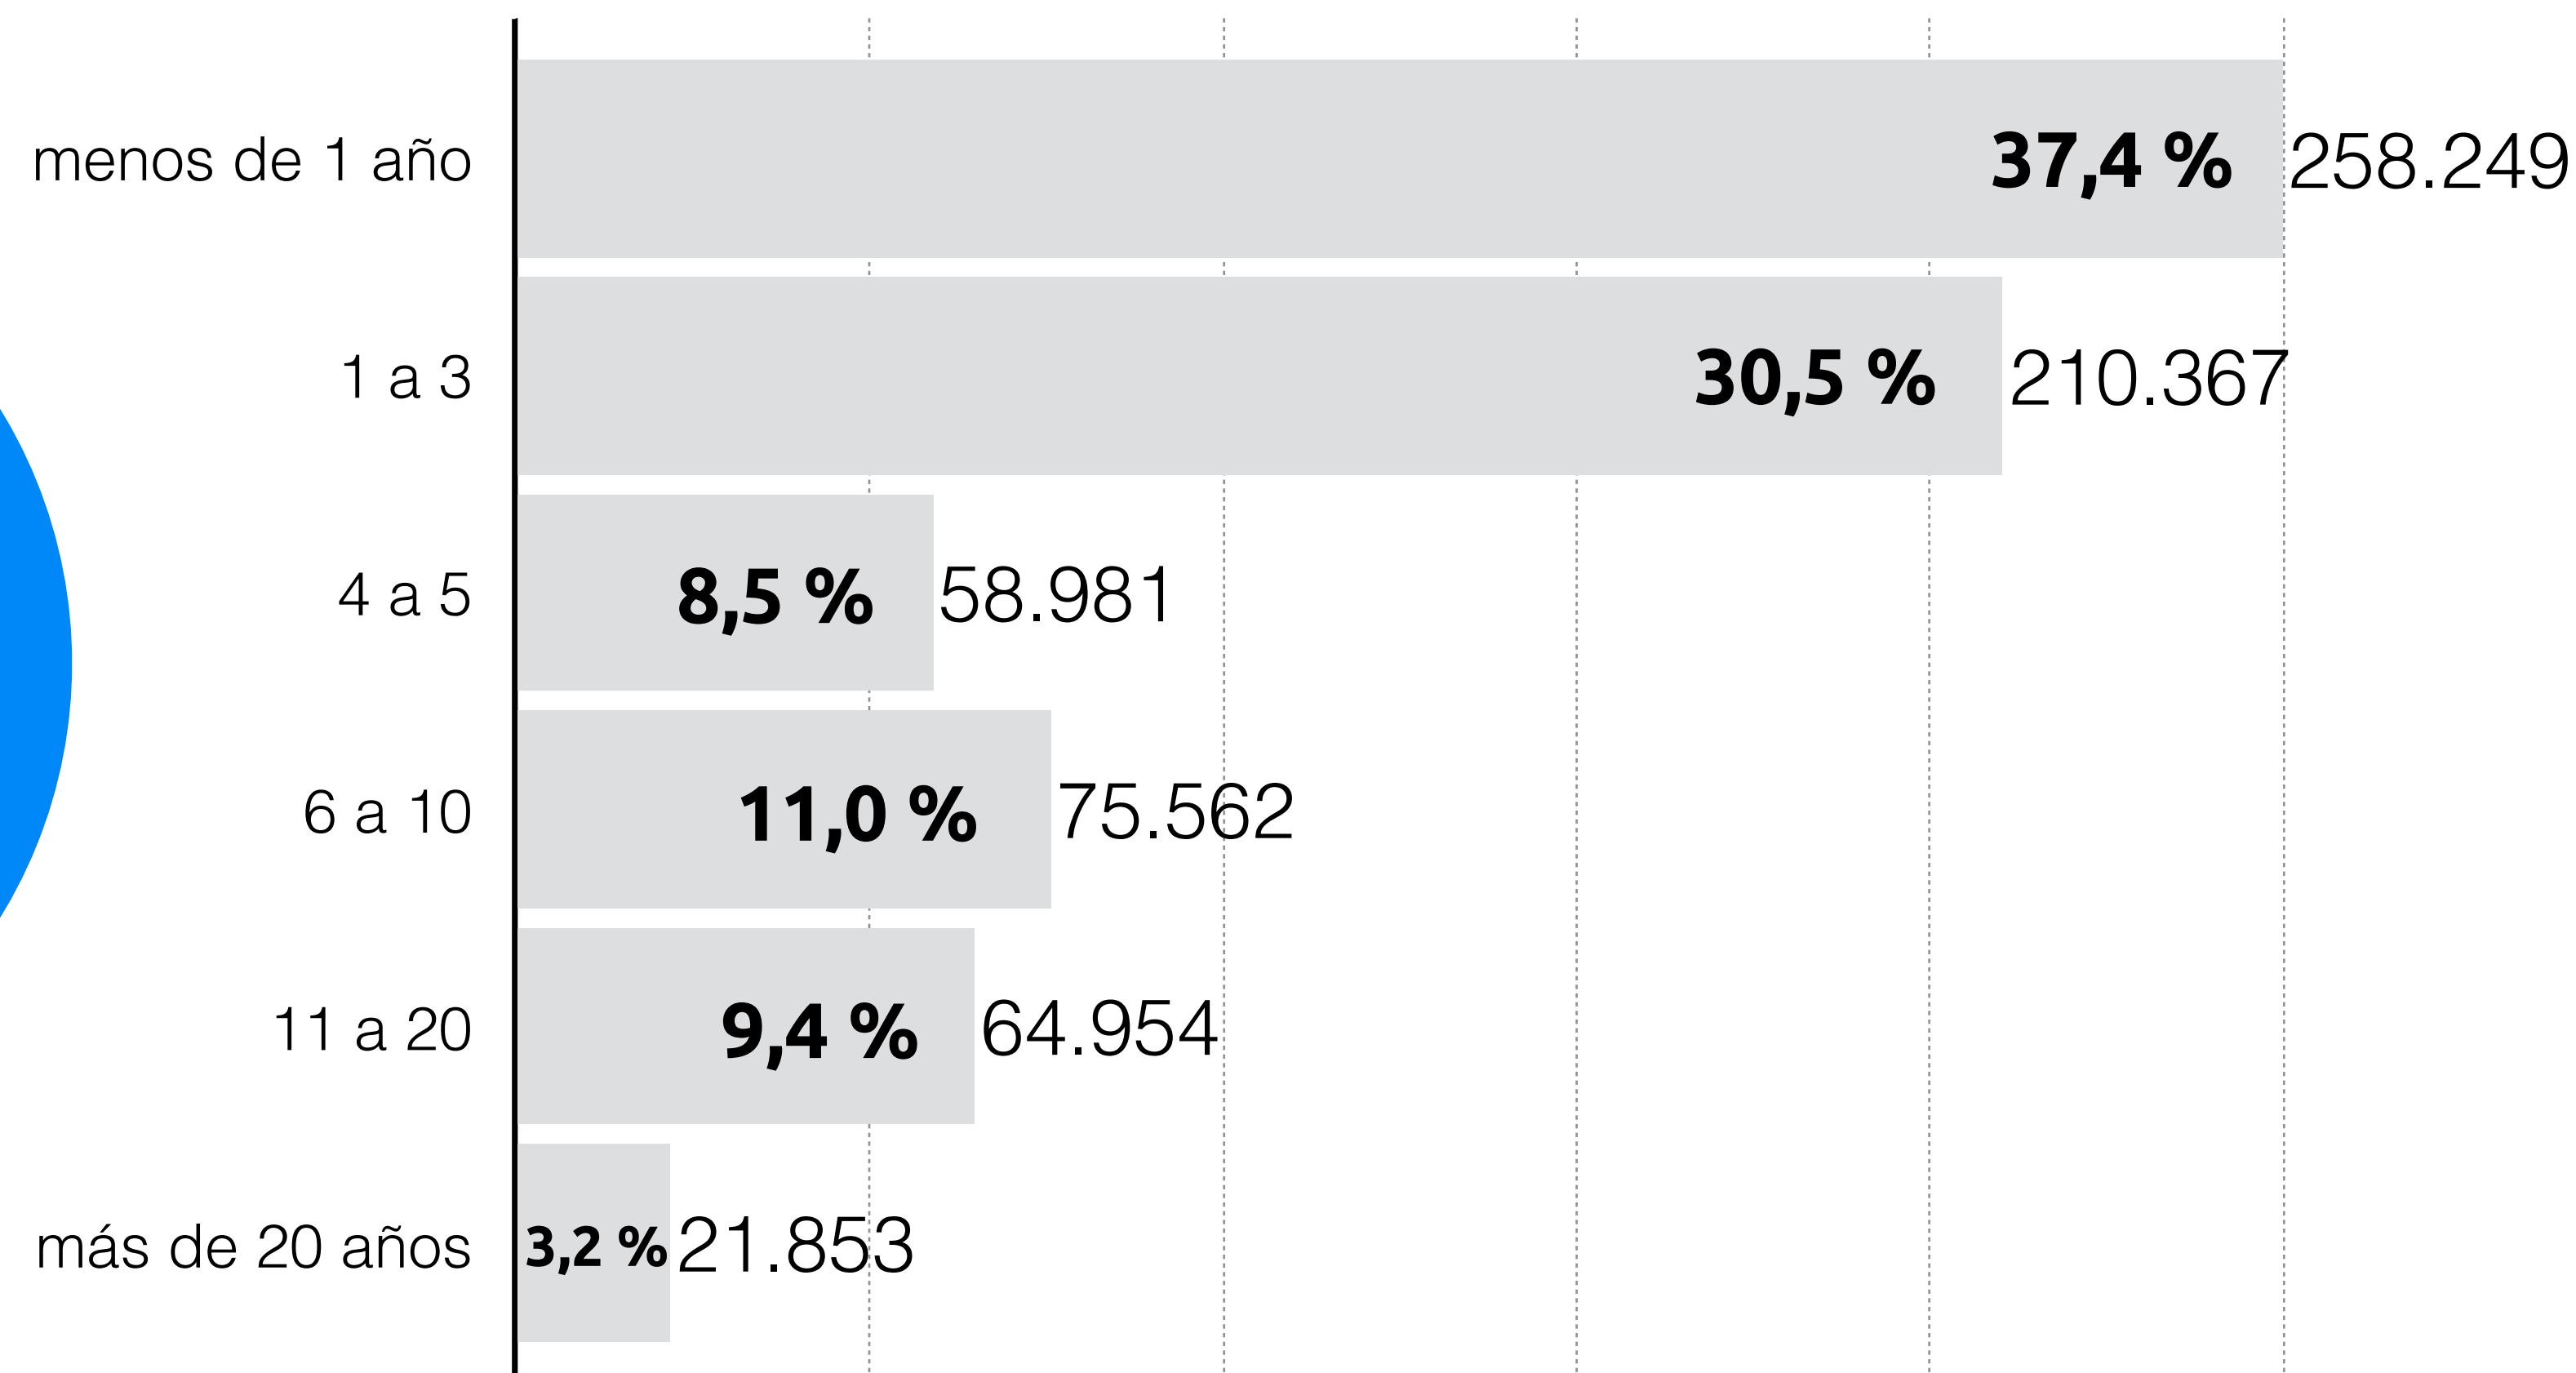 menos de 1 año 37,4 % 258.249
1 a 3 30,5 % 210.367
4 a 5 8,5 % 58.981
6 a 10 11,0 % 75.562
11 a 20 9,4 % 64.954
más de 20 años 3,2 % 21.853